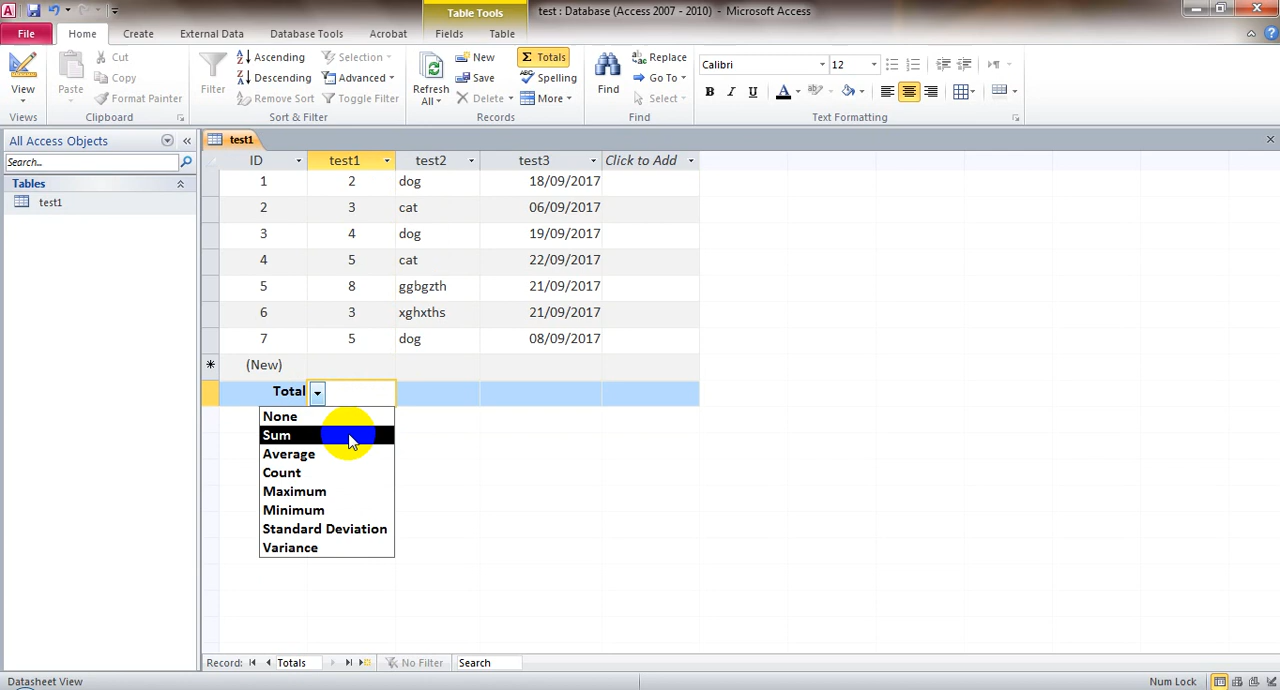 Table Tools
test : Database (Access 2007 - 2010) - Microsoft Access
File Home Create External Data Database Tools Acrobat Fields Table
View
Views
Paste
Cut
Copy
Format Painter
Clipboard
Filter
Ascending
Descending
Remove Sort
Selection
Advanced
Toggle Filter
Sort & Filter
Refresh
All
New
Save
Delete
Σ Totals
Spelling
More
Records
Find
Replace
Go To
Select
Find
Calibri 12
B I U A
Text Formatting
All Access Objects
Search...
Tables
test1
test1
ID test1 test2 test3 Click to Add
1 2 dog 18/09/2017
2 3 cat 06/09/2017
3 4 dog 19/09/2017
4 5 cat 22/09/2017
5 8 ggbgzth 21/09/2017
6 3 xghxths 21/09/2017
7 5 dog 08/09/2017
(New)
Total
None
Sum
Average
Count
Maximum
Minimum
Standard Deviation
Variance
Record: Totals No Filter Search
Datasheet View
Num Lock